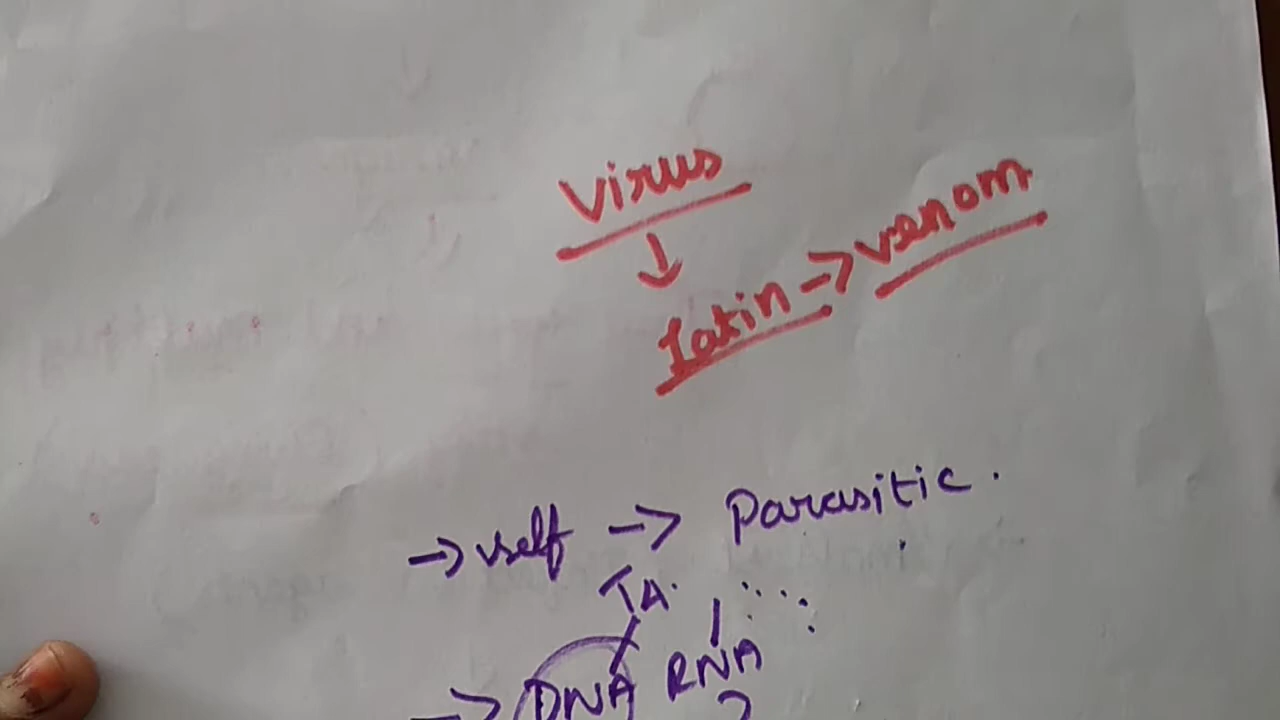 virus
↓
Latin -> venom
-> self -> Parasitic.
TA.
-> DNA RNA